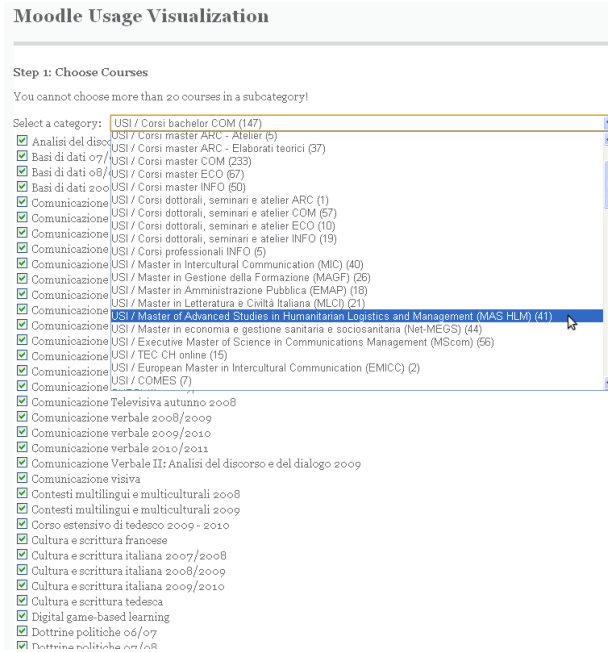 Moodle Usage Visualization
Step 1: Choose Courses
You cannot choose more than 20 courses in a subcategory!
Select a category: USI / Corsi bachelor COM (147)
USI / Corsi master ARC - Atelier (5)
USI / Corsi master ARC - Elaborati teorici (37)
USI / Corsi master COM (233)
USI / Corsi master ECO (67)
USI / Corsi master INFO (50)
USI / Corsi dottorali, seminari e atelier ARC (1)
USI / Corsi dottorali, seminari e atelier COM (57)
USI / Corsi dottorali, seminari e atelier ECO (10)
USI / Corsi dottorali, seminari e atelier INFO (19)
USI / Corsi professionali INFO (5)
USI / Master in Intercultural Communication (MIC) (40)
USI / Master in Gestione della Formazione (MAGF) (26)
USI / Master in Amministrazione Pubblica (EMAP) (18)
USI / Master in Letteratura e Civiltà Italiana (MLCI) (21)
USI / Master of Advanced Studies in Humanitarian Logistics and Management (MAS HLM) (41)
USI / Master in economia e gestione sanitaria e sociosanitaria (Net-MEGS) (44)
USI / Executive Master of Science in Communications Management (MScom) (56)
USI / TEC CH online (15)
USI / European Master in Intercultural Communication (EMICC) (2)
USI / COMES (7)
Analisi del disco
Basi di dati 07/
Basi di dati 08/
Basi di dati 200
Comunicazione
Comunicazione
Comunicazione
Comunicazione
Comunicazione
Comunicazione
Comunicazione
Comunicazione
Comunicazione
Comunicazione
Comunicazione
Comunicazione
Comunicazione
Comunicazione Televisiva autunno 2008
Comunicazione verbale 2008/2009
Comunicazione verbale 2009/2010
Comunicazione verbale 2010/2011
Comunicazione Verbale II: Analisi del discorso e del dialogo 2009
Comunicazione visiva
Contesti multilingui e multiculturali 2008
Contesti multilingui e multiculturali 2009
Corso estensivo di tedesco 2009 - 2010
Cultura e scrittura francese
Cultura e scrittura italiana 2007/2008
Cultura e scrittura italiana 2008/2009
Cultura e scrittura italiana 2009/2010
Cultura e scrittura tedesca
Digital game-based learning
Dottrine politiche 06/07
Dottrine politiche 07/08